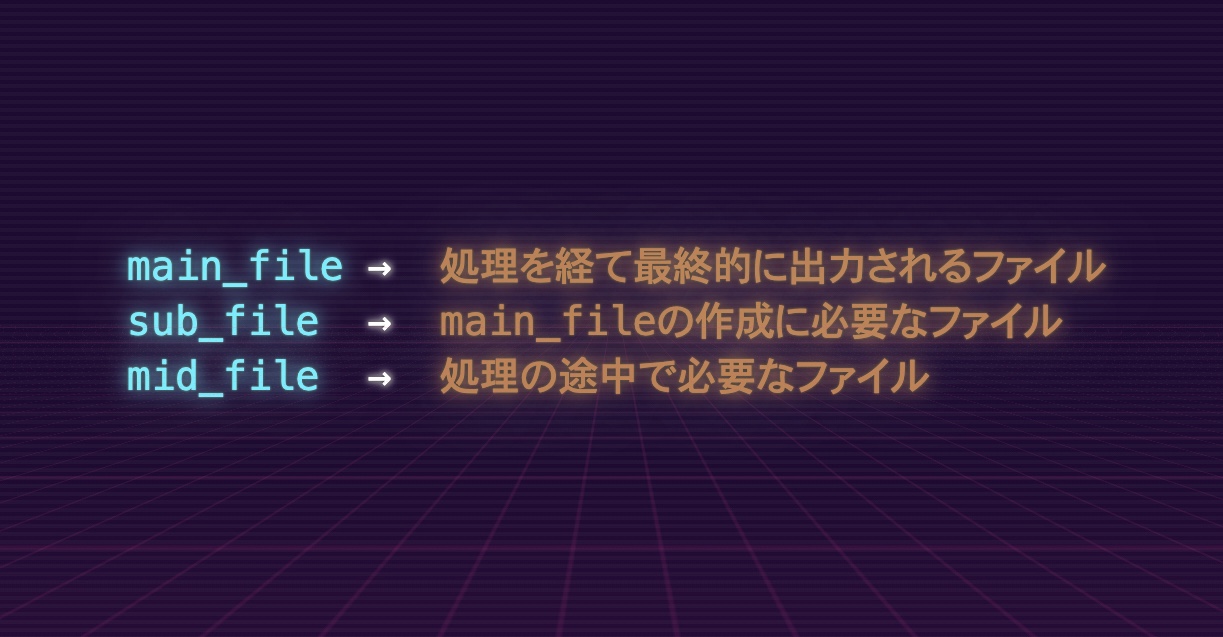 main_file → 処理を経て最終的に出力されるファイル
sub_file → main_fileの作成に必要なファイル
mid_file → 処理の途中で必要なファイル